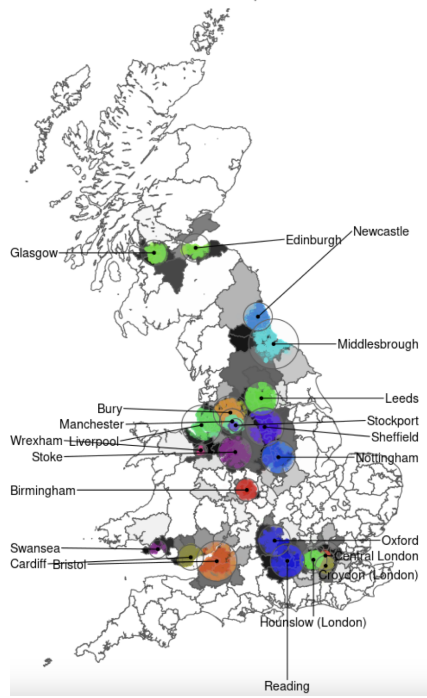 Newcastle
Edinburgh
Glasgow
Middlesbrough
Leeds
Bury
Manchester
Stockport
Sheffield
Wrexham
Liverpool
Stoke
Nottingham
Birmingham
Oxford
Swansea
Central London
Cardiff
Bristol
Croydon (London)
Hounslow (London)
Reading